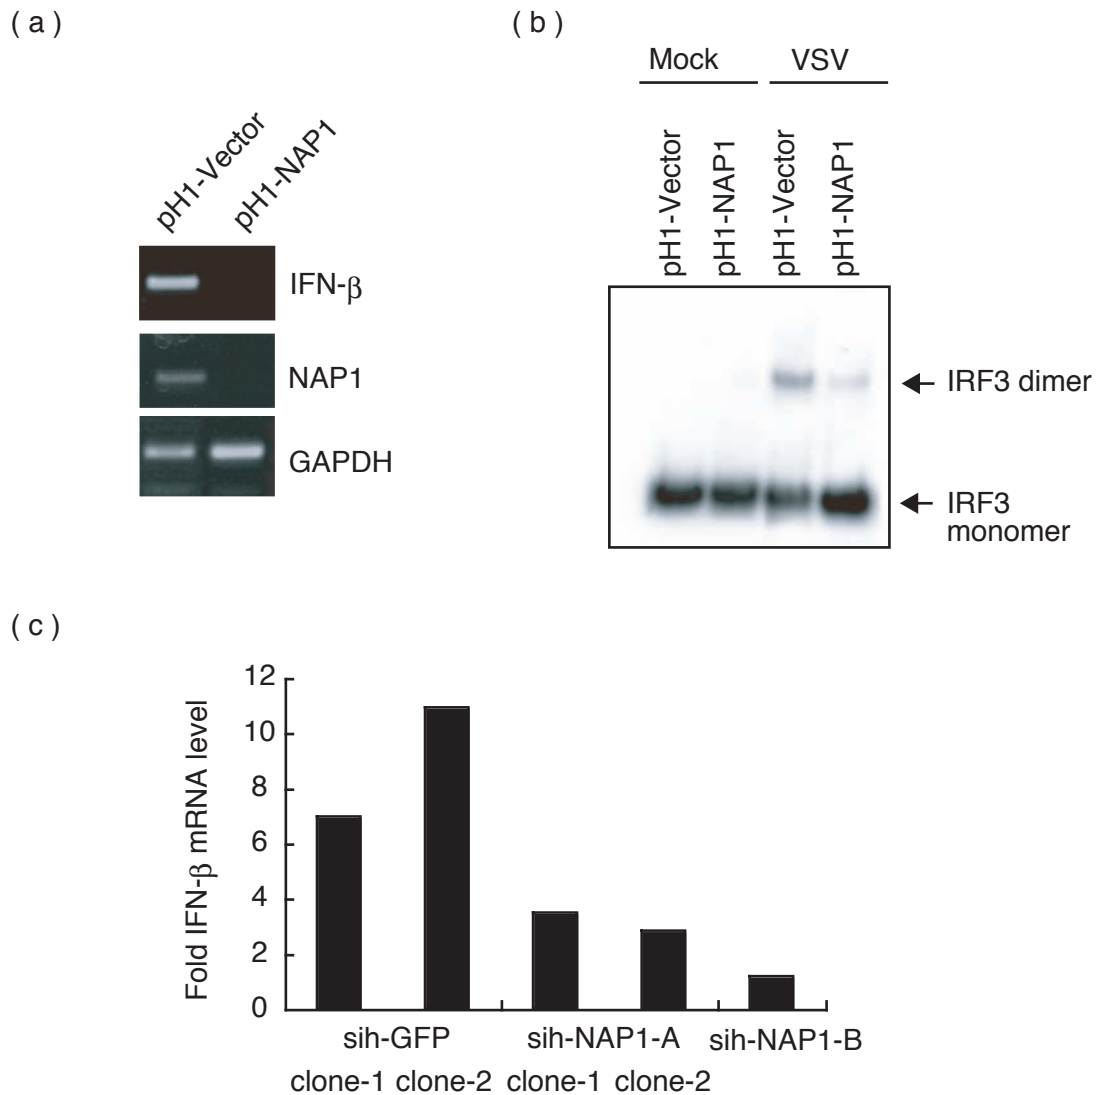 ( a )
pH1-Vector
pH1-NAP1
IFN-β
NAP1
GAPDH
( b )
Mock
VSV
pH1-Vector
pH1-NAP1
pH1-Vector
pH1-NAP1
IRF3 dimer
IRF3
monomer
( c )
Fold IFN-β mRNA level
12
10
8
6
4
2
0
sih-GFP
sih-NAP1-A
sih-NAP1-B
clone-1 clone-2 clone-1 clone-2